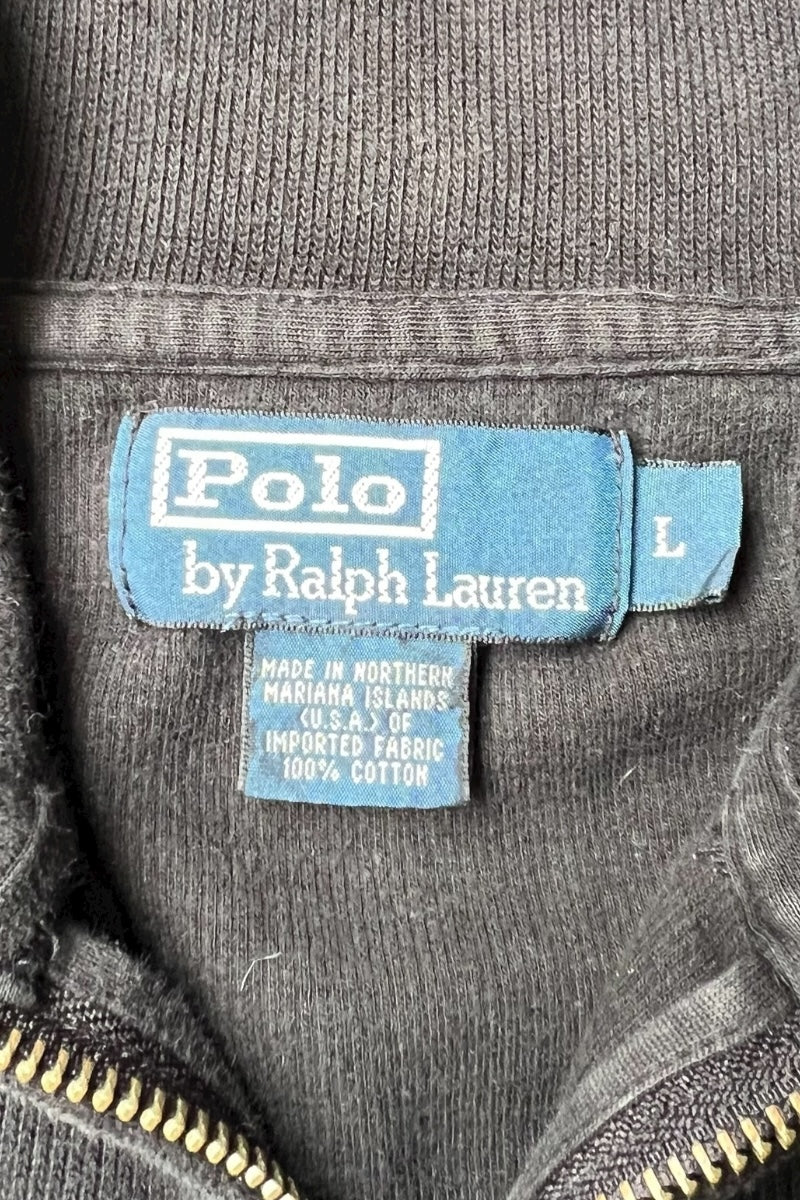 Polo
by Ralph Lauren
L
MADE IN NORTHERN
MARIANA ISLANDS
(U.S.A.) OF
IMPORTED FABRIC
100% COTTON